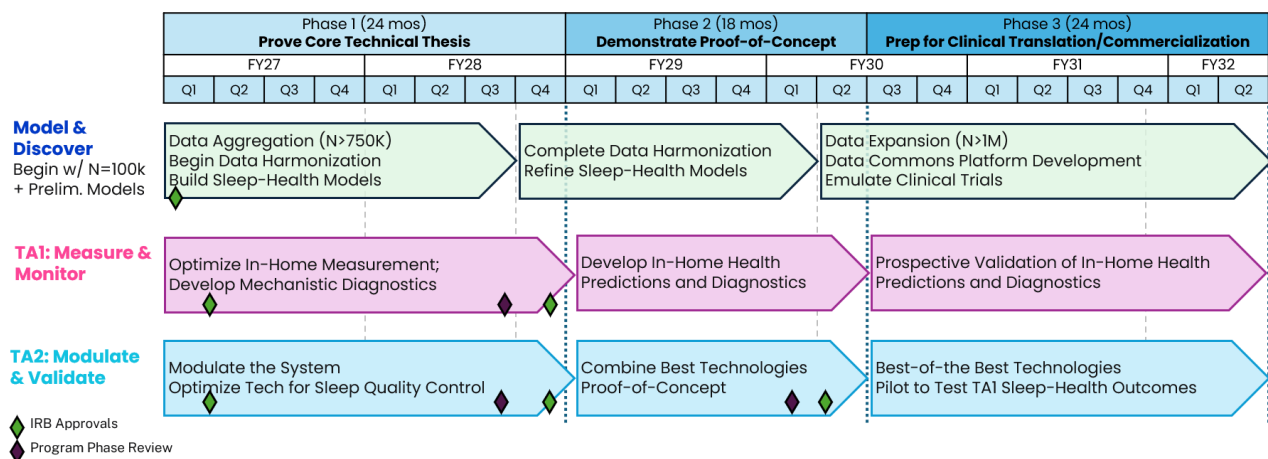 Phase 1 (24 mos)
Prove Core Technical Thesis
Phase 2 (18 mos)
Demonstrate Proof-of-Concept
Phase 3 (24 mos)
Prep for Clinical Translation/Commercialization
FY27
FY28
FY29
FY30
FY31
FY32
Q1
Q2
Q3
Q4
Q1
Q2
Q3
Q4
Q1
Q2
Q3
Q4
Q1
Q2
Q3
Q4
Q1
Q2
Q3
Q4
Q1
Q2
Model &
Discover
Begin w/ N=100k
+ Prelim. Models
Data Aggregation (N>750K)
Begin Data Harmonization
Build Sleep-Health Models
Complete Data Harmonization
Refine Sleep-Health Models
Data Expansion (N>1M)
Data Commons Platform Development
Emulate Clinical Trials
TA1: Measure &
Monitor
Optimize In-Home Measurement;
Develop Mechanistic Diagnostics
Develop In-Home Health
Predictions and Diagnostics
Prospective Validation of In-Home Health
Predictions and Diagnostics
TA2: Modulate
& Validate
Modulate the System
Optimize Tech for Sleep Quality Control
Combine Best Technologies
Proof-of-Concept
Best-of-the Best Technologies
Pilot to Test TA1 Sleep-Health Outcomes
IRB Approvals
Program Phase Review